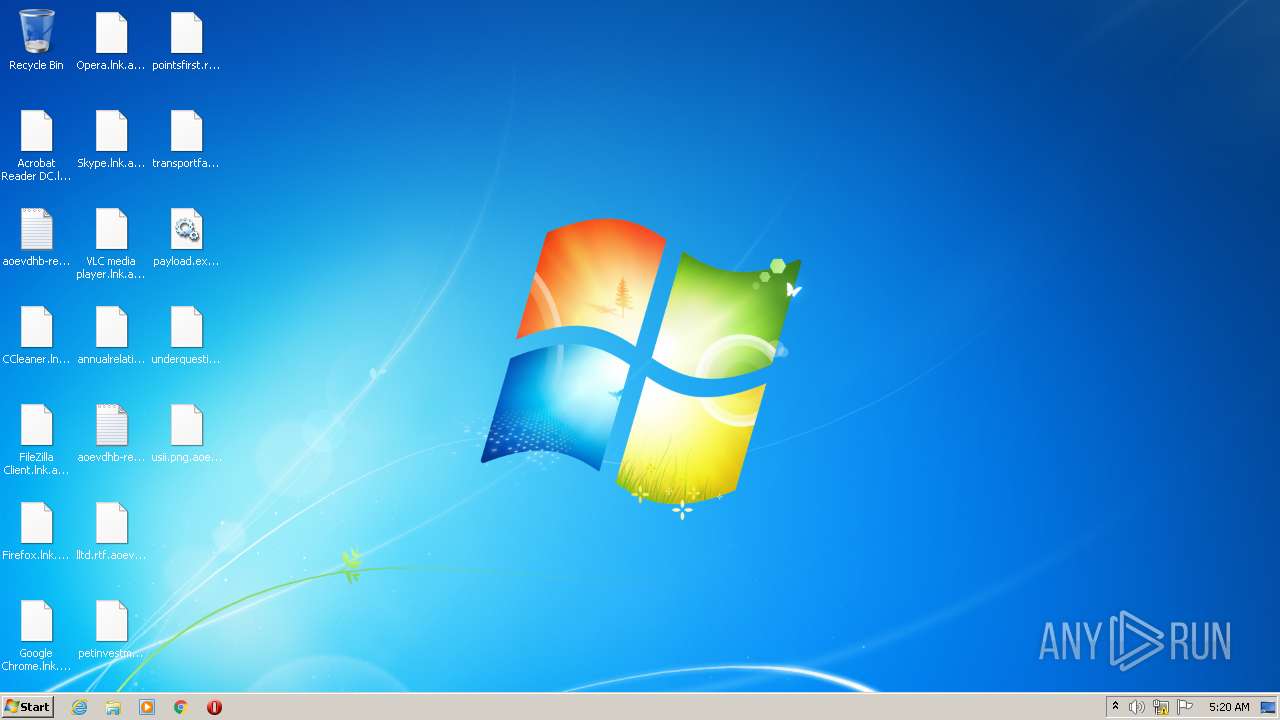 Recycle Bin
Opera.lnk.a...
pointsfirst.r...
Acrobat
Reader DC.l...
Skype.lnk.a...
transportfa...
aoevdhb-re...
VLC media
player.lnk.a...
payload.ex...
CCleaner.ln...
annualrelati...
underquesti...
FileZilla
Client.lnk.a...
aoevdhb-re...
usii.png.aoe...
Firefox.lnk....
lltd.rtf.aoev...
Google
Chrome.lnk....
petinvestm...
ANY RUN
Start
5:20 AM